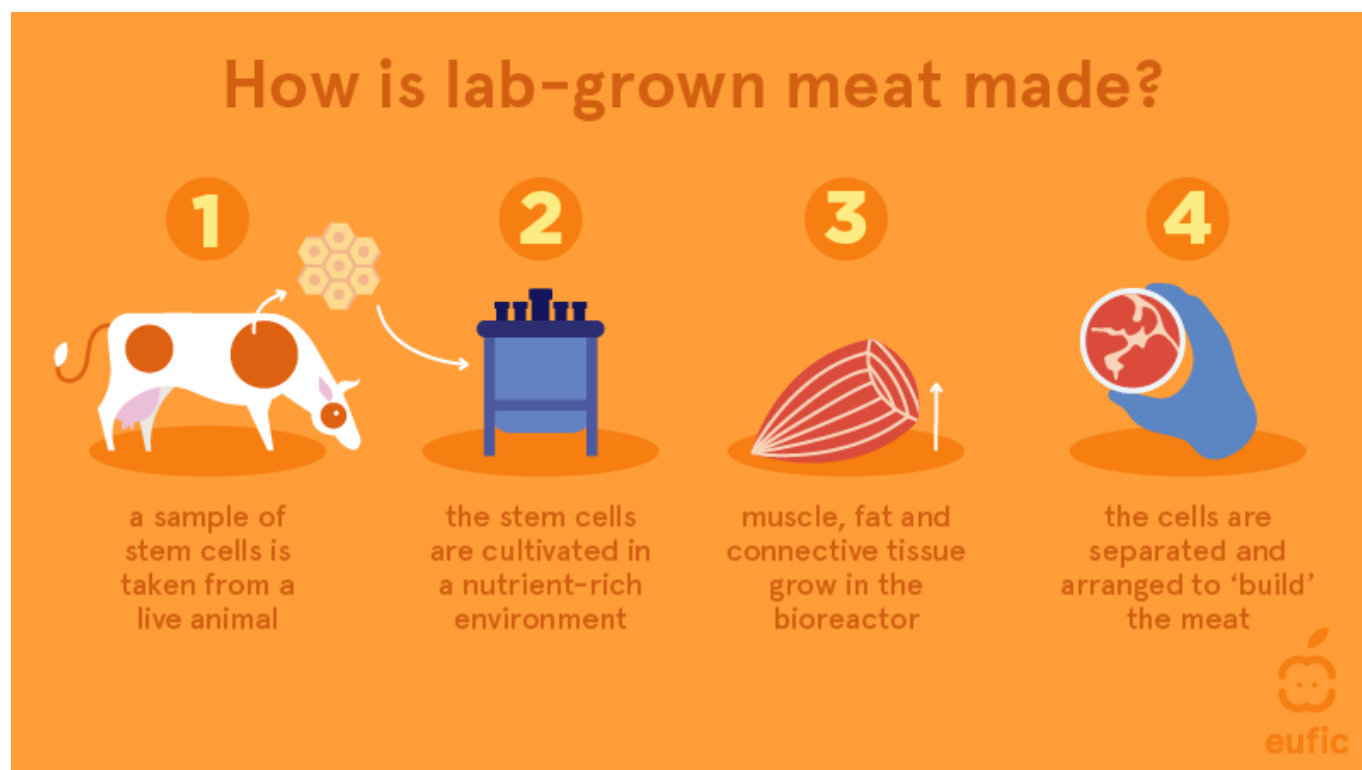 How is lab-grown meat made?
1
2
3
4
a sample of
stem cells is
taken from a
live animal
the stem cells
are cultivated in
a nutrient-rich
environment
muscle, fat and
connective tissue
grow in the
bioreactor
the cells are
separated and
arranged to ‘build’
the meat
eufic